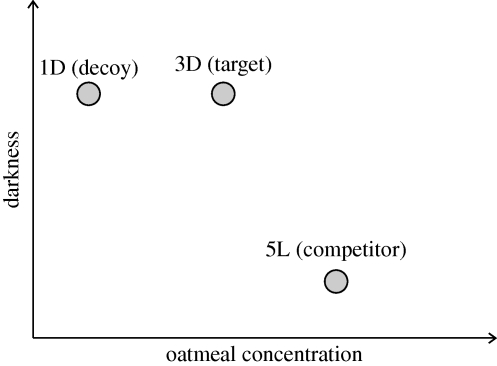 1D (decoy)
3D (target)
darkness
5L (competitor)
oatmeal concentration